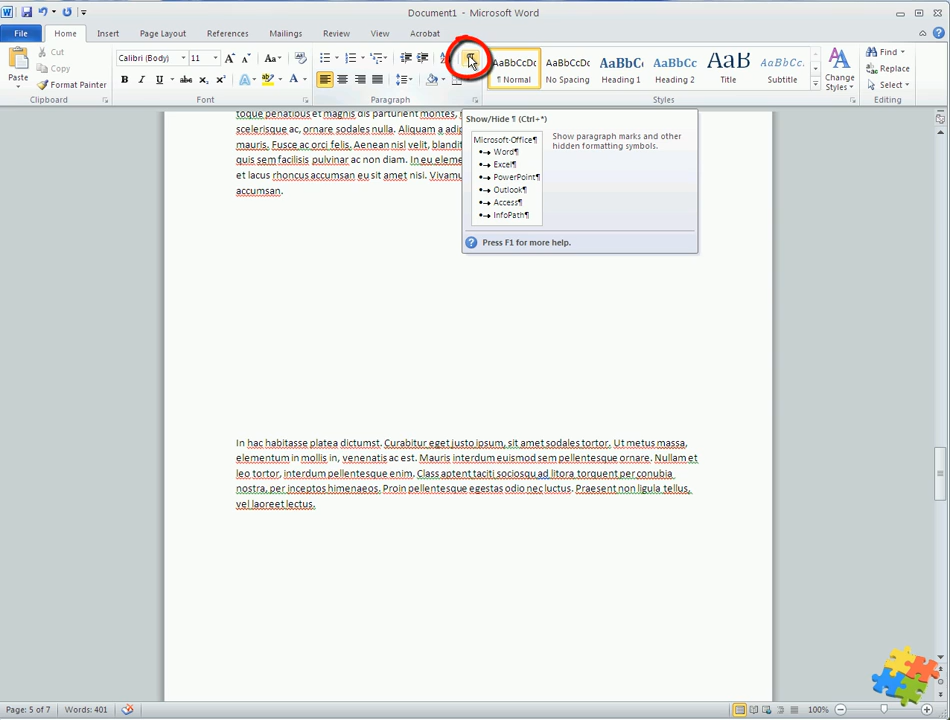 Document1 - Microsoft Word
File Home Insert Page Layout References Mailings Review View Acrobat
Paste
Cut
Copy
Format Painter
Clipboard
Calibri (Body) 11
Font
Paragraph
AaBbCcDc
¶ Normal
AaBbCcDc
No Spacing
AaBbC
Heading 1
AaBbCc
Heading 2
AaB
Title
AaBbCc.
Subtitle
Change
Styles
Styles
Find
Replace
Select
Editing
Show/Hide ¶ (Ctrl+*)
Microsoft·Office¶
Word¶
Excel¶
PowerPoint¶
Outlook¶
Access¶
InfoPath¶
Show paragraph marks and other
hidden formatting symbols.
Press F1 for more help.
toque penatibus et magnis dis parturient montes,
scelerisque ac, ornare sodales nulla. Aliquam a
mauris. Fusce ac orci felis. Aenean nisl velit,
quis sem facilisis pulvinar ac non diam. In eu
et lacus rhoncus accumsan eu sit amet nisi.
accumsan.
In hac habitasse platea dictumst. Curabitur eget justo ipsum, sit amet sodales tortor. Ut metus massa,
elementum in mollis in, venenatis ac est. Mauris interdum euismod sem pellentesque ornare. Nullam et
leo tortor, interdum pellentesque enim. Class aptent taciti sociosqu ad litora torquent per conubia
nostra, per inceptos himenaeos. Proin pellentesque egestas odio nec luctus. Praesent non ligula tellus,
vel laoreet lectus.
Page: 5 of 7 Words: 401 100%